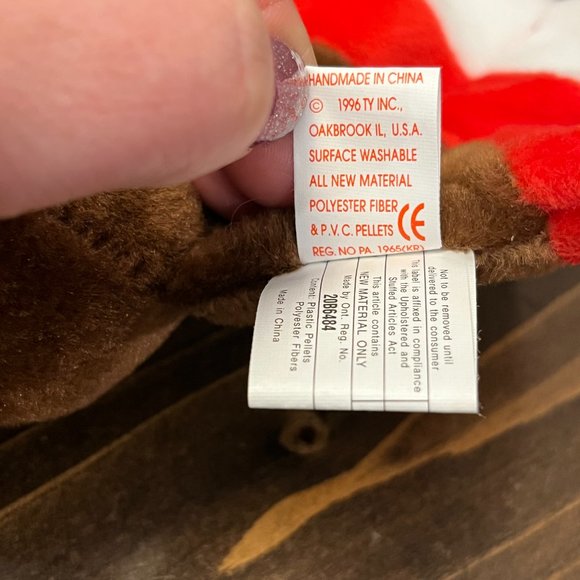 HANDMADE IN CHINA
© 1996 TY INC.,
OAKBROOK IL, U.S.A.
SURFACE WASHABLE
ALL NEW MATERIAL
POLYESTER FIBER
& P.V.C. PELLETS CE
REG. NO PA. 1965(KR)
Not to be removed until
delivered to the consumer
This label is affixed in compliance
with the Upholstered and
Stuffed Articles Act
This article contains
NEW MATERIAL ONLY
Made by Ont. Reg. No.
20B6484
Content: Plastic Pellets
Polyester Fibers
Made in China